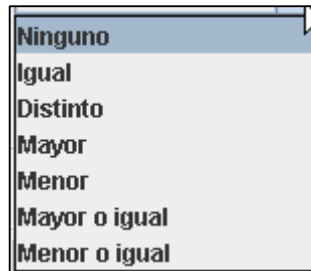 Ninguno
Igual
Distinto
Mayor
Menor
Mayor o igual
Menor o igual